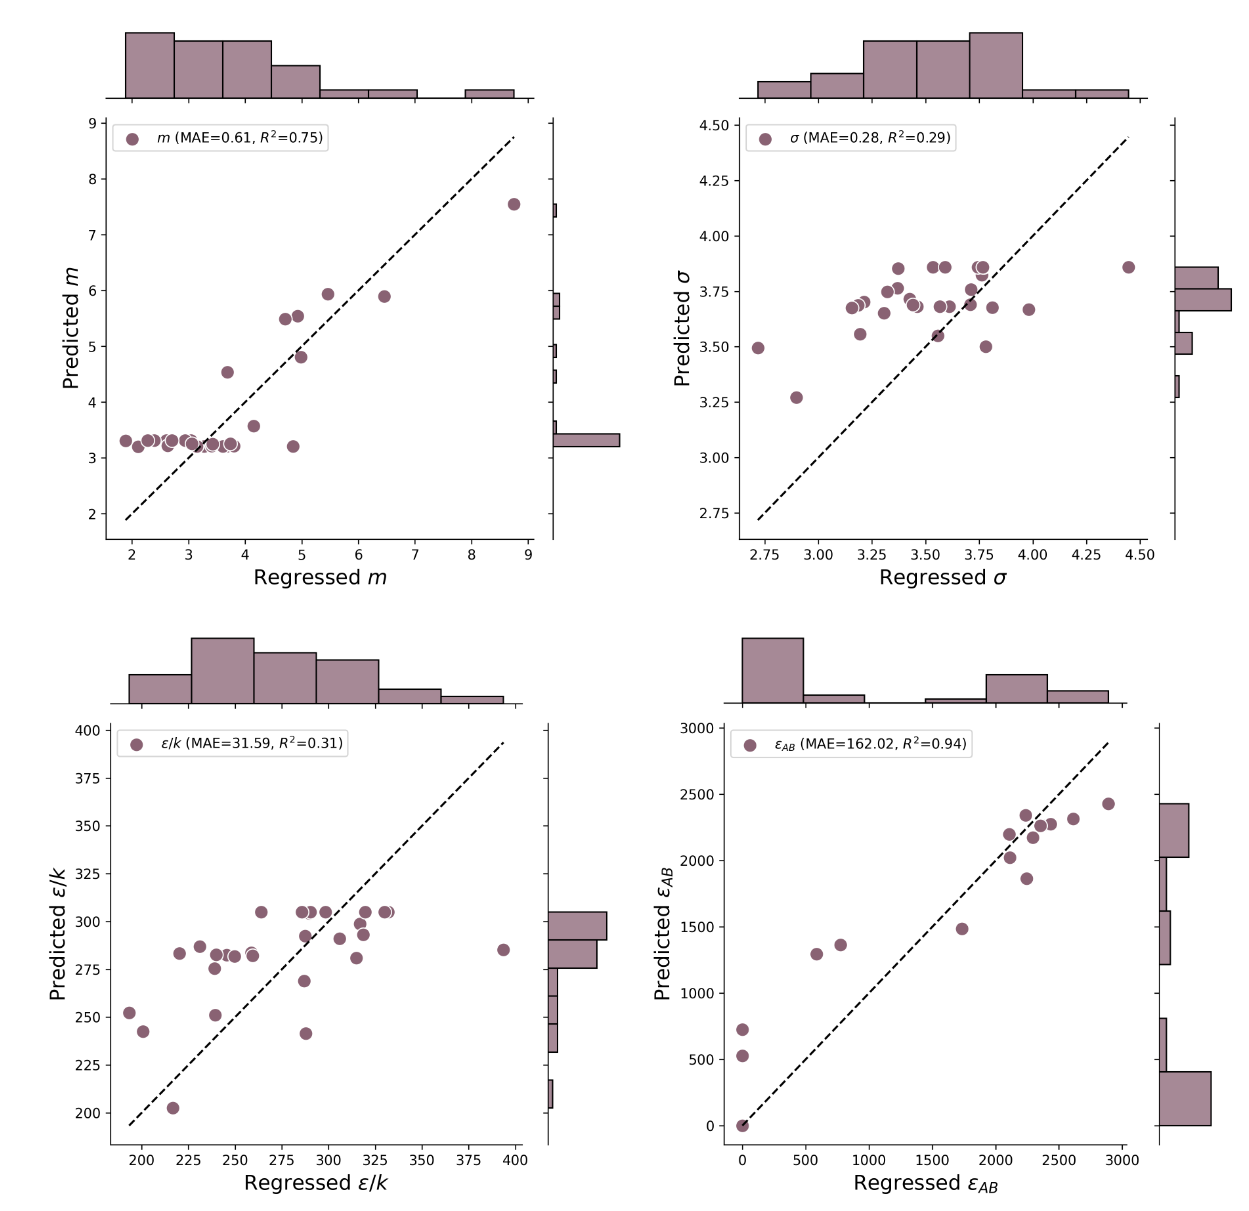 m (MAE=0.61, R²=0.75)
9
8
7
6
5
4
3
2
Predicted m
2 3 4 5 6 7 8 9
Regressed m
σ (MAE=0.28, R²=0.29)
4.50
4.25
4.00
3.75
3.50
3.25
3.00
2.75
Predicted σ
2.75 3.00 3.25 3.50 3.75 4.00 4.25 4.50
Regressed σ
ε/k (MAE=31.59, R²=0.31)
400
375
350
325
300
275
250
225
200
Predicted ε/k
200 225 250 275 300 325 350 375 400
Regressed ε/k
ε_AB (MAE=162.02, R²=0.94)
3000
2500
2000
1500
1000
500
0
Predicted ε_AB
0 500 1000 1500 2000 2500 3000
Regressed ε_AB